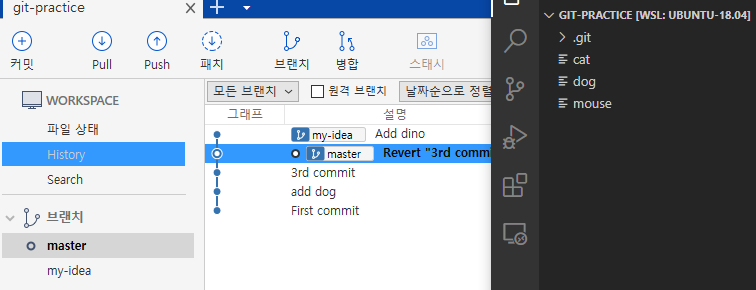 git-practice
커밋 Pull Push 패치 브랜치 병합 스태시
WORKSPACE
파일 상태
History
Search
브랜치
master
my-idea
모든 브랜치 원격 브랜치 날짜순으로 정렬
그래프 설명
my-idea Add dino
master Revert "3rd commi
3rd commit
add dog
First commit
GIT-PRACTICE [WSL: UBUNTU-18.04]
.git
cat
dog
mouse